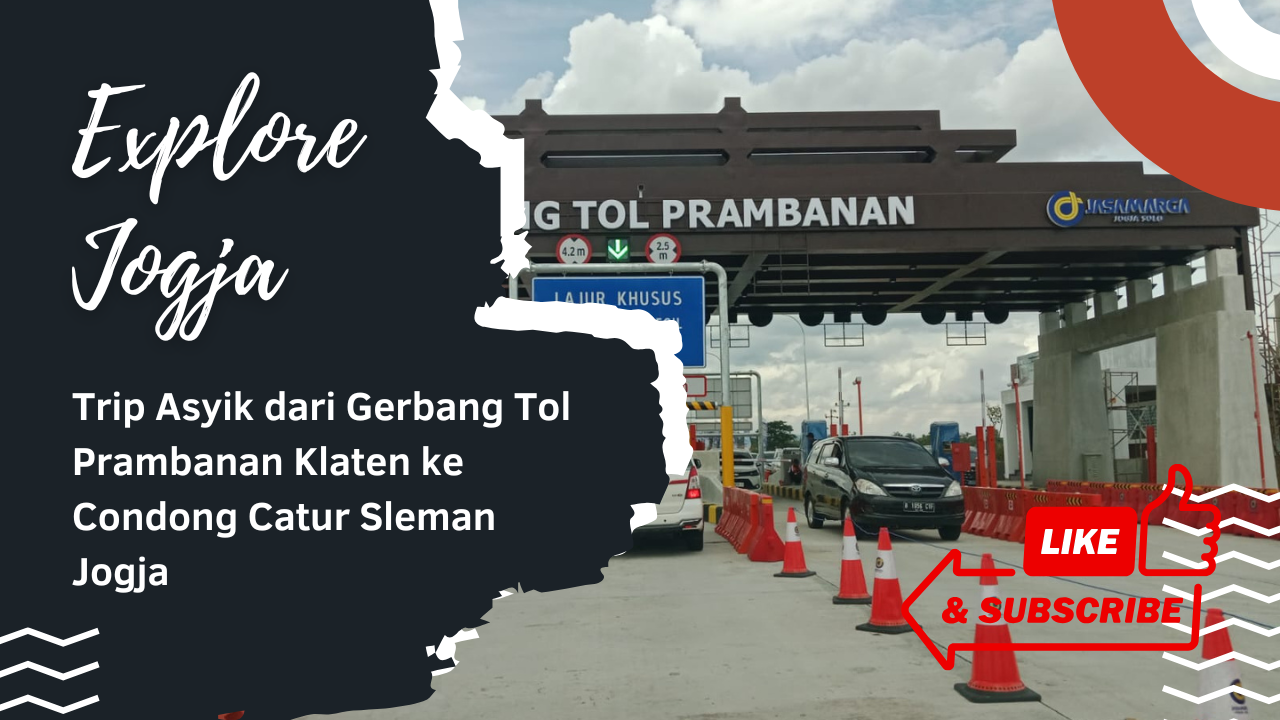 Explore
Jogja
Trip Asyik dari Gerbang Tol
Prambanan Klaten ke
Condong Catur Sleman
Jogja
NG TOL PRAMBANAN
JASAMARGA
JOGJA SOLO
4.2 m
2.5
m
LAJUR KHUSUS
LIKE
& SUBSCRIBE